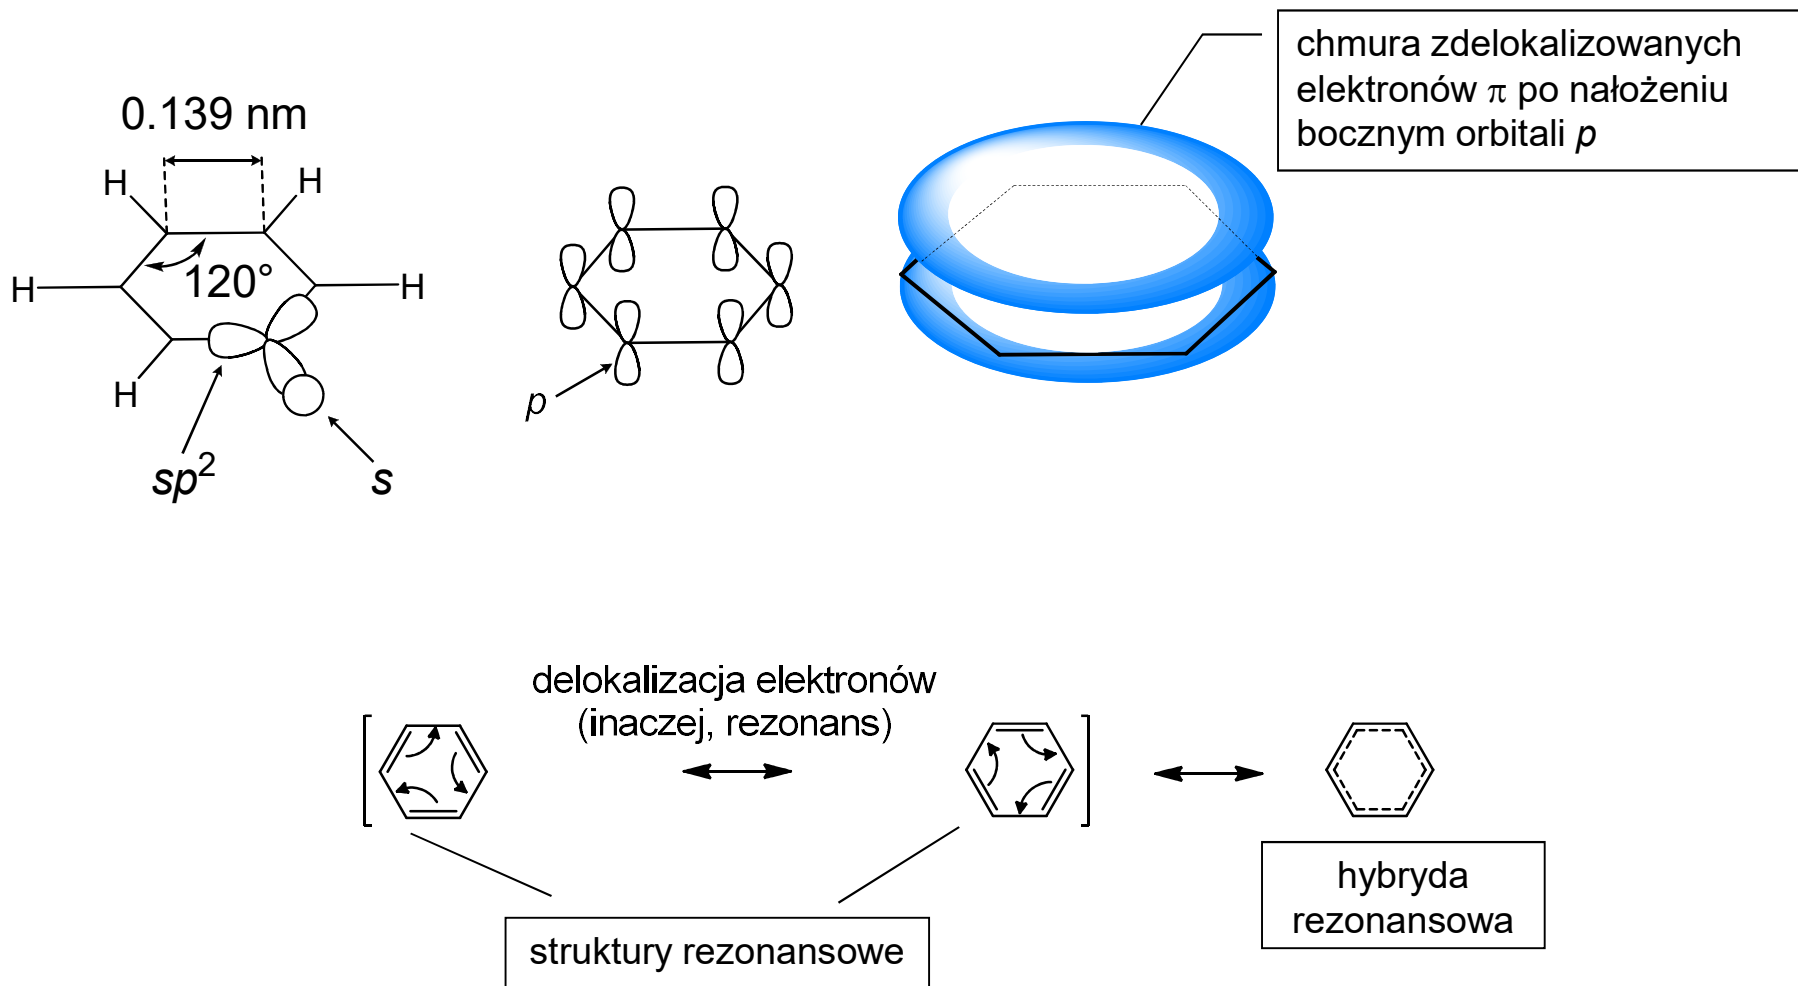 chmura zdelokalizowanych
elektronów π po nałożeniu
bocznym orbitali p
0.139 nm
H
H
120°
H
H
H
p
sp²
s
delokalizacja elektronów
(inaczej, rezonans)
hybryda
rezonansowa
struktury rezonansowe